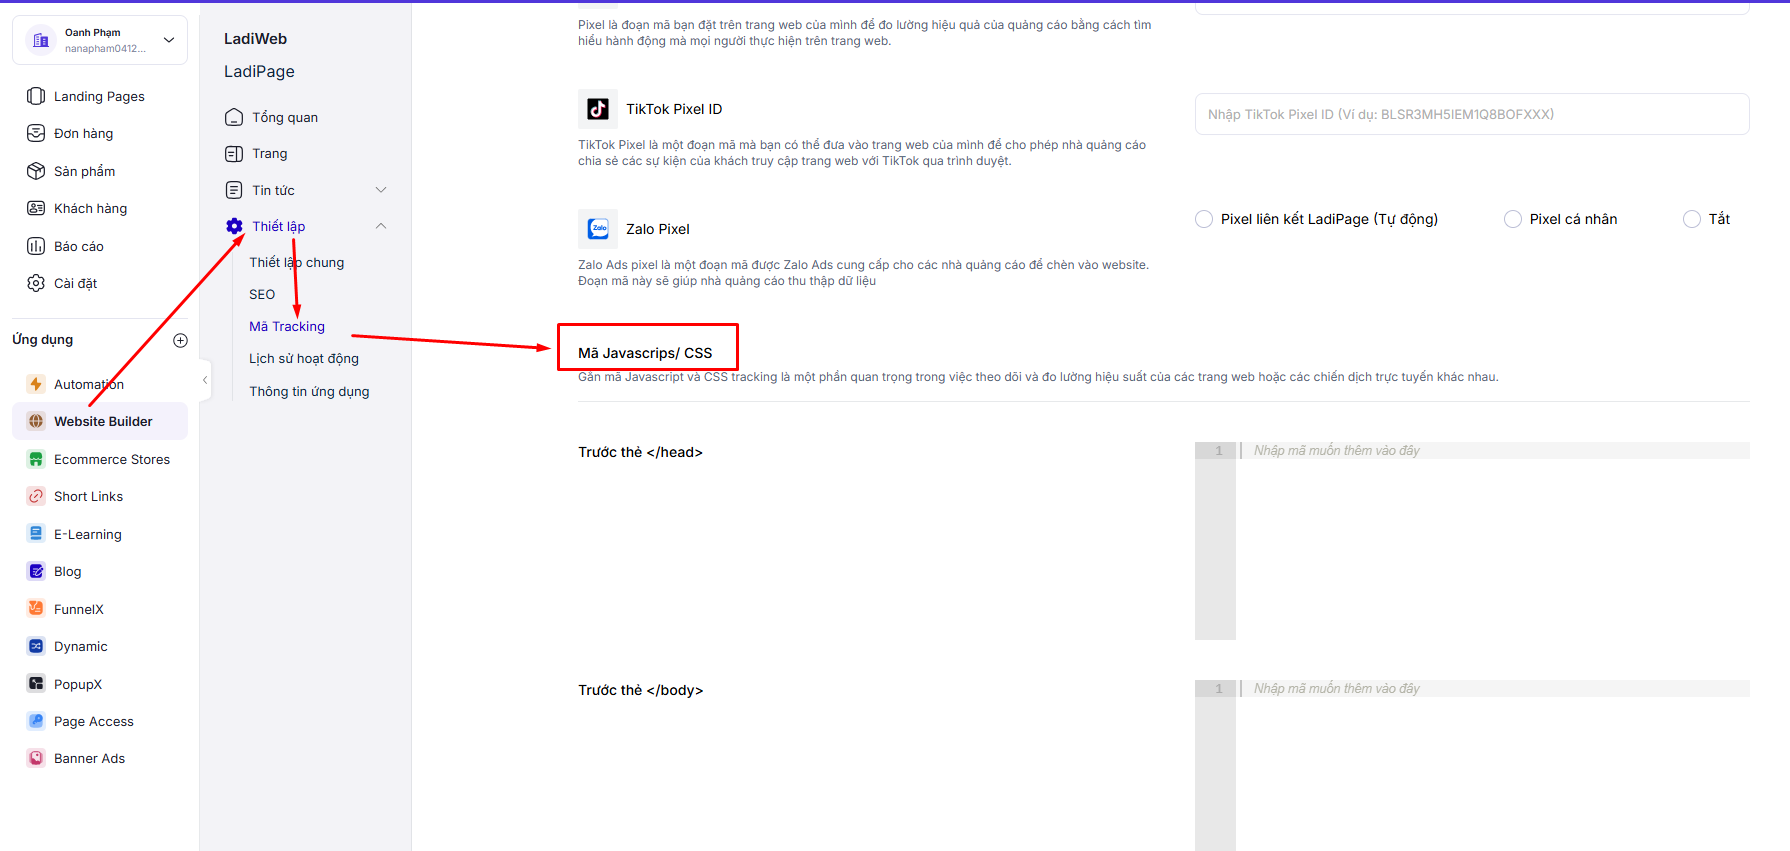 Oanh Phạm
nanapham0412...
Landing Pages
Đơn hàng
Sản phẩm
Khách hàng
Báo cáo
Cài đặt
Ứng dụng
Automation
Website Builder
Ecommerce Stores
Short Links
E-Learning
Blog
FunnelX
Dynamic
PopupX
Page Access
Banner Ads
LadiWeb
LadiPage
Tổng quan
Trang
Tin tức
Thiết lập
Thiết lập chung
SEO
Mã Tracking
Lịch sử hoạt động
Thông tin ứng dụng
Pixel là đoạn mã bạn đặt trên trang web của mình để đo lường hiệu quả của quảng cáo bằng cách tìm
hiểu hành động mà mọi người thực hiện trên trang web.
TikTok Pixel ID
Nhập TikTok Pixel ID (Ví dụ: BLSR3MH5IEM1Q8BOFXXX)
TikTok Pixel là một đoạn mã mà bạn có thể đưa vào trang web của mình để cho phép nhà quảng cáo
chia sẻ các sự kiện của khách truy cập trang web với TikTok qua trình duyệt.
Zalo
Zalo Pixel
Pixel liên kết LadiPage (Tự động)
Pixel cá nhân
Tắt
Zalo Ads pixel là một đoạn mã được Zalo Ads cung cấp cho các nhà quảng cáo để chèn vào website.
Đoạn mã này sẽ giúp nhà quảng cáo thu thập dữ liệu
Mã Javascrips/ CSS
Gắn mã Javascript và CSS tracking là một phần quan trọng trong việc theo dõi và đo lường hiệu suất của các trang web hoặc các chiến dịch trực tuyến khác nhau.
Trước thẻ </head>
1 Nhập mã muốn thêm vào đây
Trước thẻ </body>
1 Nhập mã muốn thêm vào đây